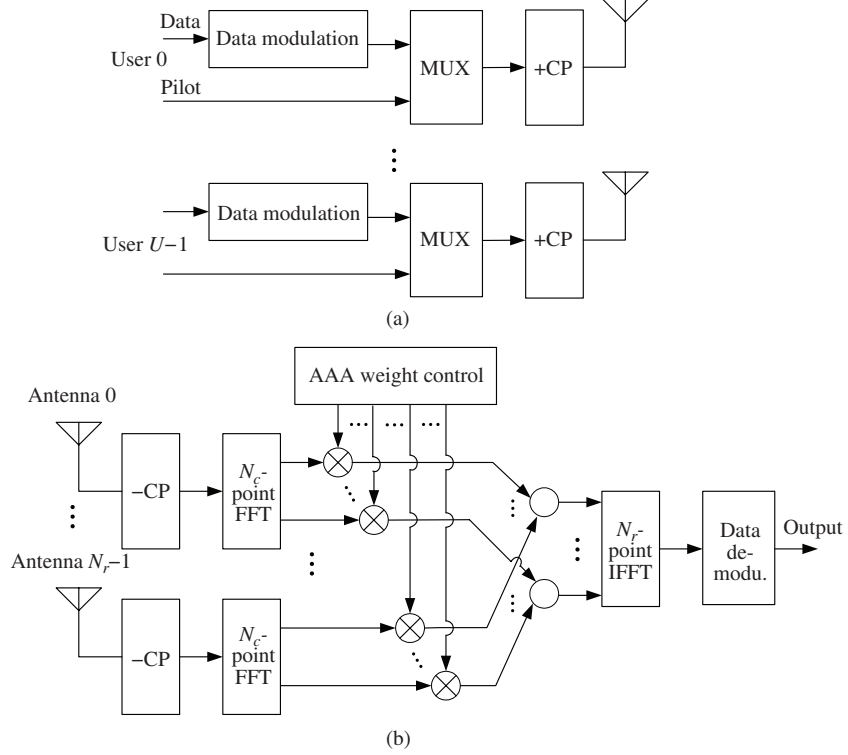 Data
Data modulation
User 0
MUX
+CP
Pilot
Data modulation
User U−1
MUX
+CP
(a)
AAA weight control
Antenna 0
−CP
N_c-
point
FFT
N_r-
point
IFFT
Data
de-
modu.
Output
Antenna N_r−1
−CP
N_c-
point
FFT
(b)